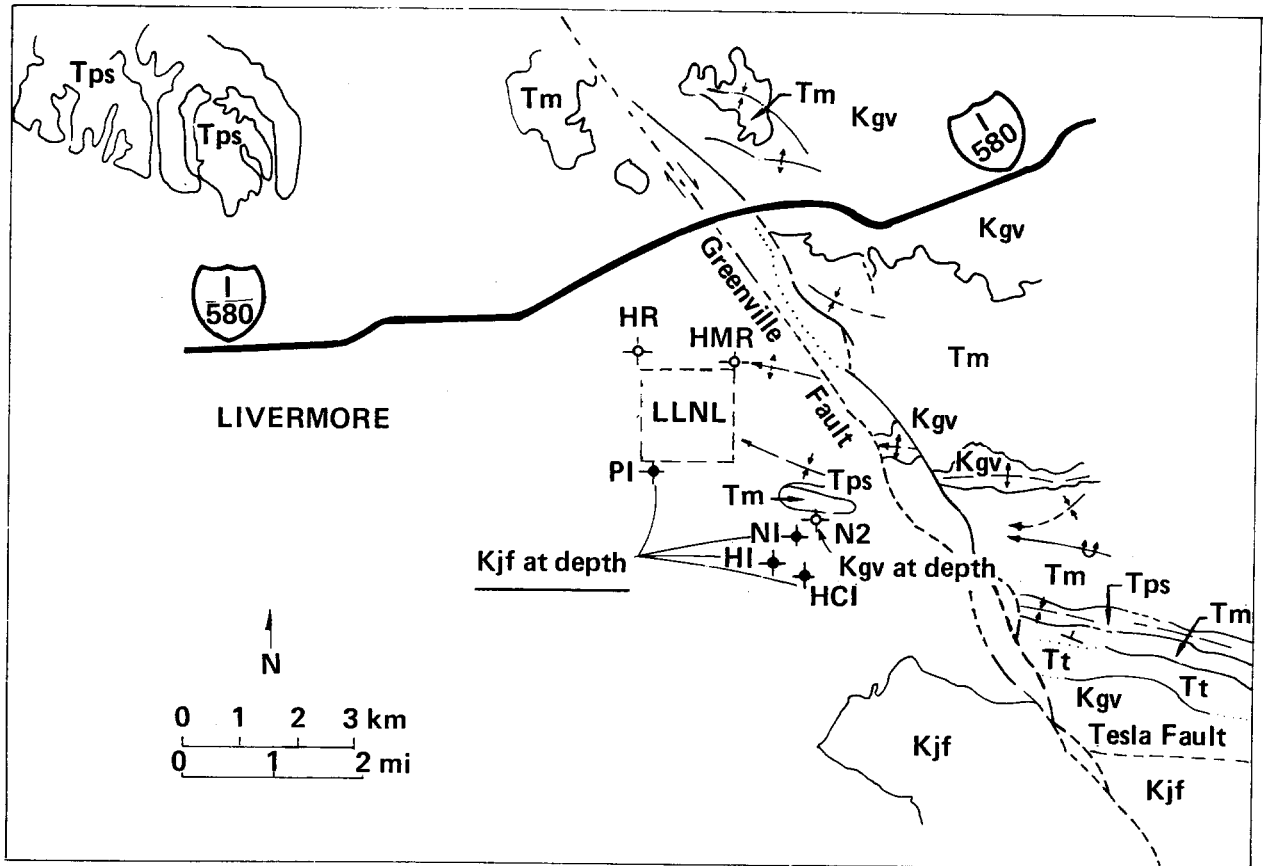 Tps
Tps
Tm
Tm
Kgv
I
580
Kgv
I
580
Greenville
Fault
HR
HMR
Tm
LIVERMORE
LLNL
Kgv
Kgv
PI
Tps
Tm
NI
N2
Kjf at depth
HI
Kgv at depth
HCI
Tm
Tps
Tm
N
Tt
Tt
Kgv
0 1 2 3 km
0 1 2 mi
Kjf
Tesla Fault
Kjf